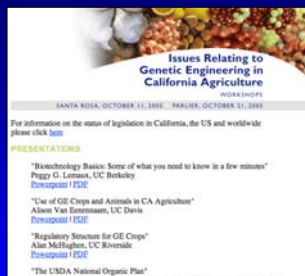 Issues Relating to
Genetic Engineering in
California Agriculture
WORKSHOPS
SANTA ROSA, OCTOBER 11, 2005 PARLIER, OCTOBER 21, 2005
For information on the status of legislation in California, the US and worldwide
please click here
PRESENTATIONS
"Biotechnology Basics: Some of what you need to know in a few minutes"
Peggy G. Lemaux, UC Berkeley
Powerpoint | PDF
"Use of GE Crops and Animals in CA Agriculture"
Alison Van Eenennaam, UC Davis
Powerpoint | PDF
"Regulatory Structure for GE Crops"
Alan McHughen, UC Riverside
Powerpoint | PDF
"The USDA National Organic Plan"